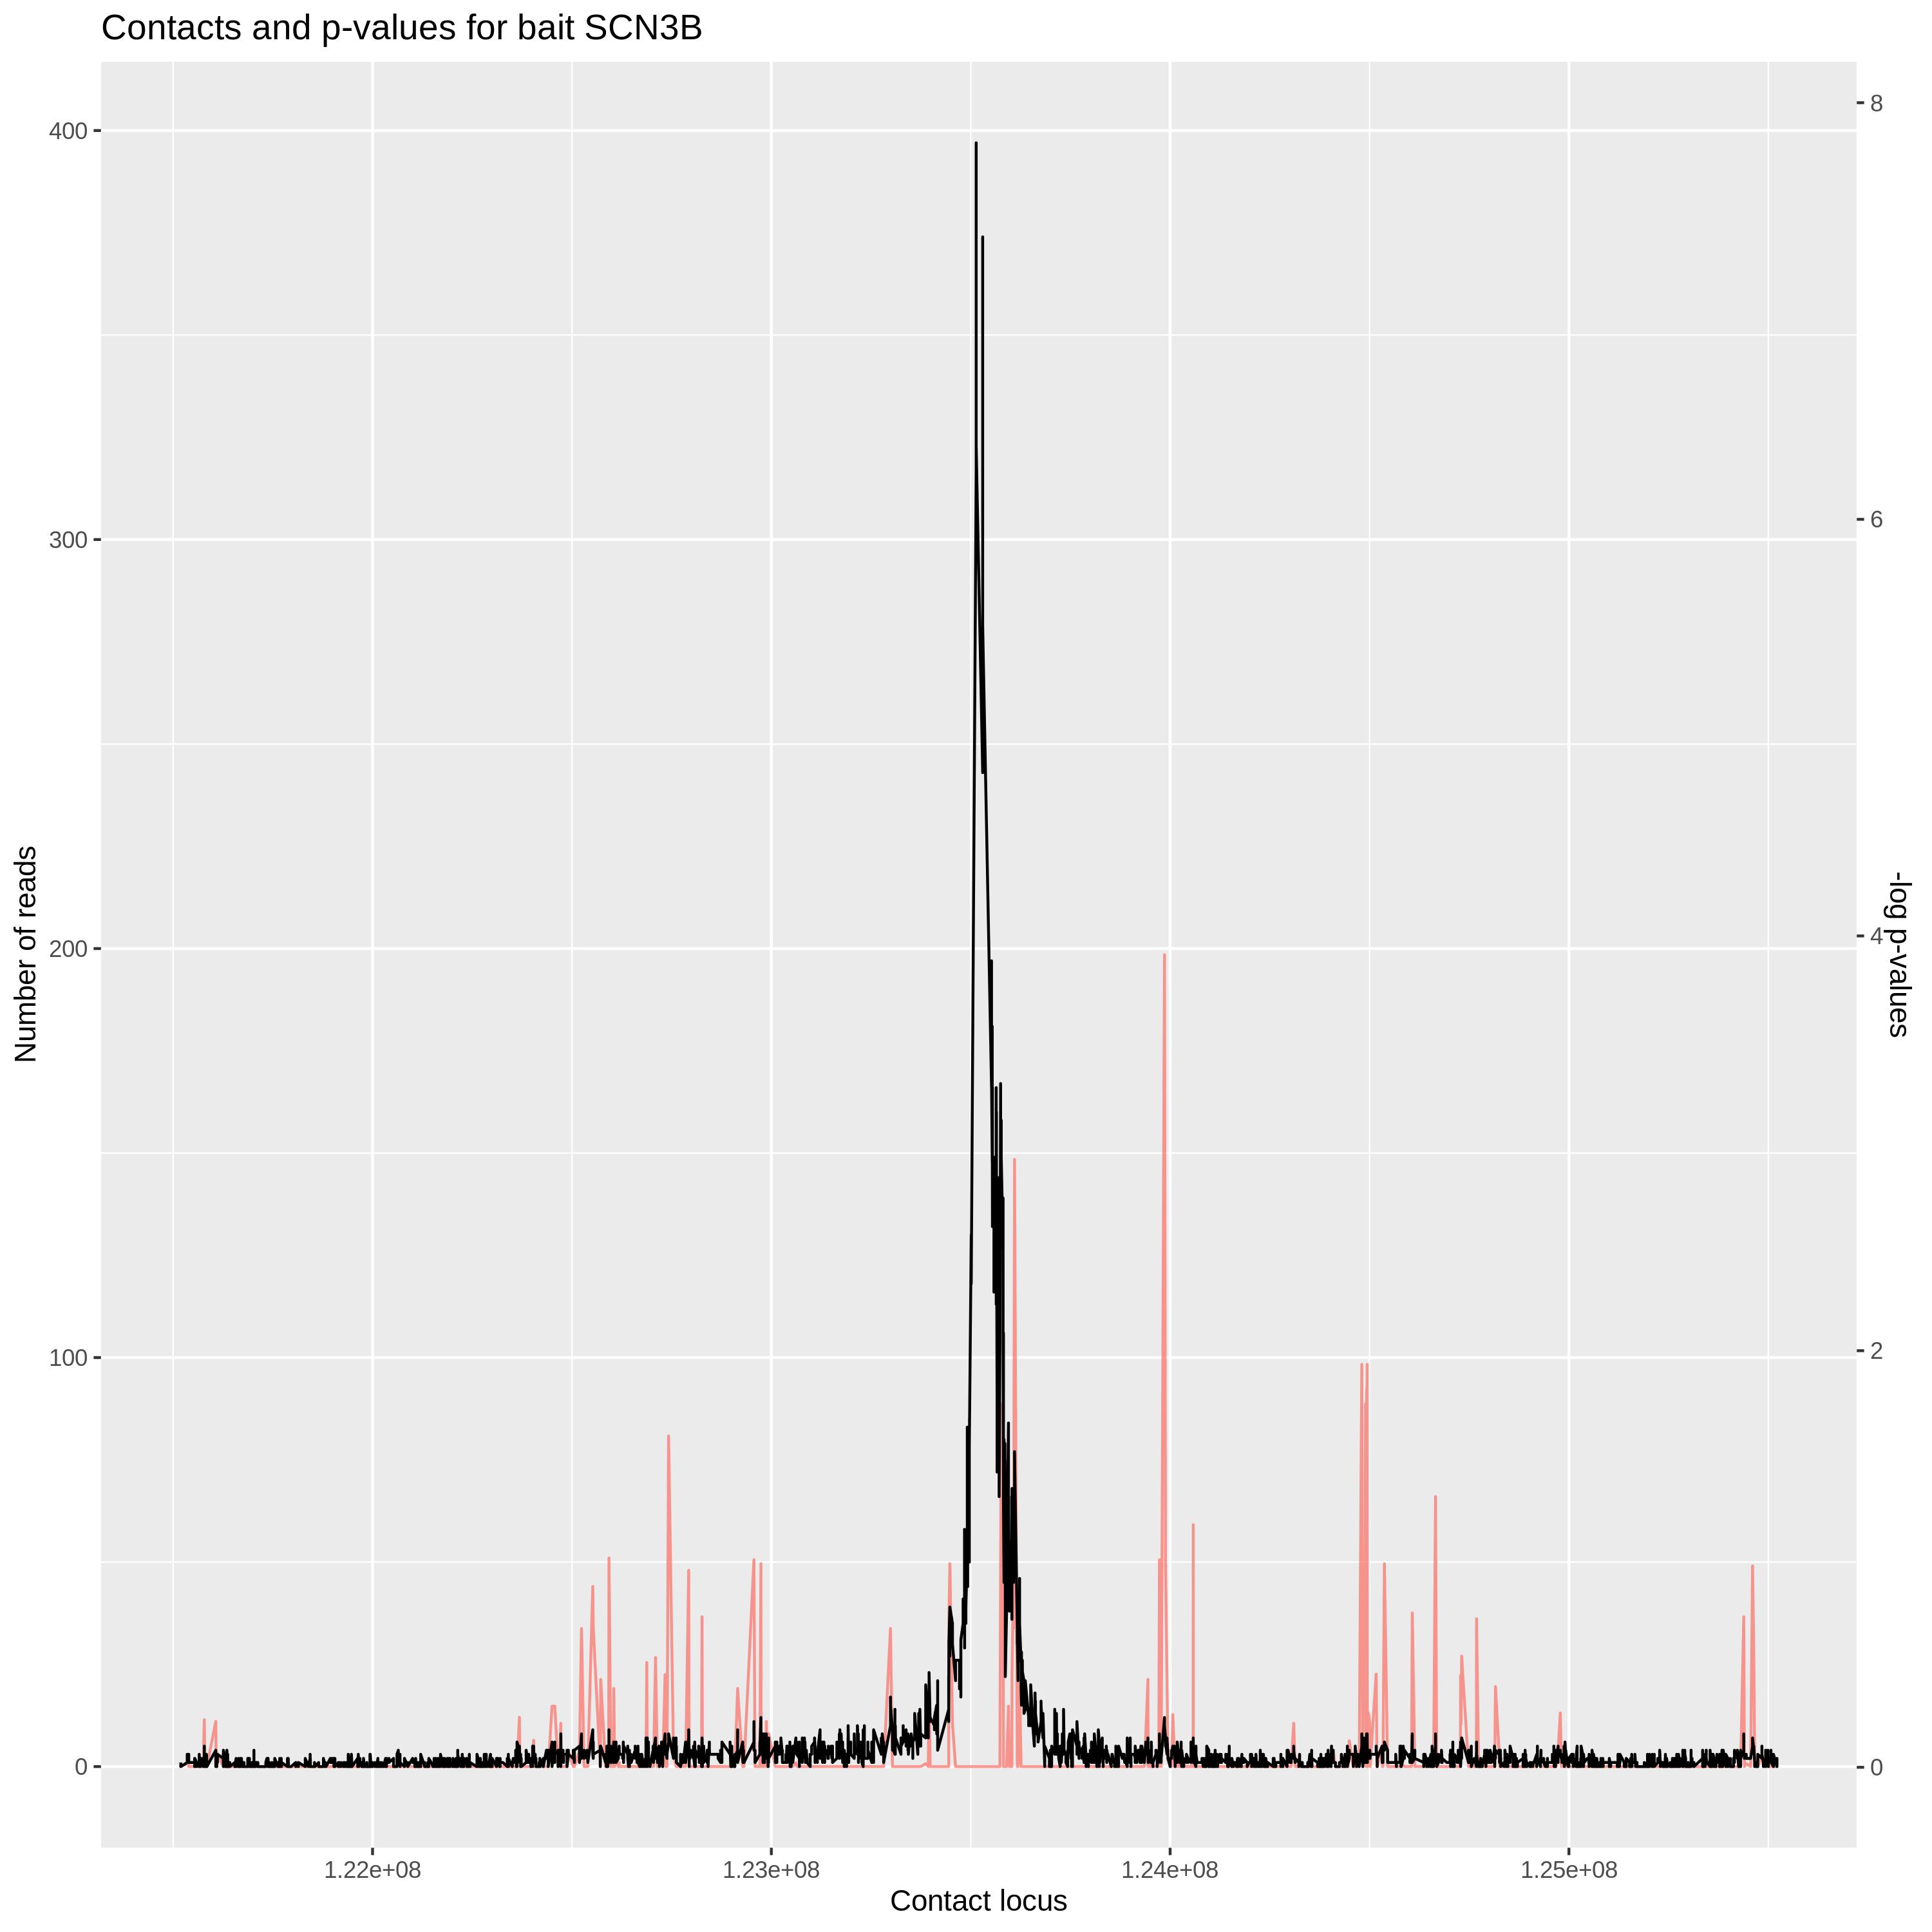 Contacts and p-values for bait SCN3B
400
300
200
100
0
Number of reads
8
6
4
2
0
-log p-values
1.22e+08
1.23e+08
1.24e+08
1.25e+08
Contact locus